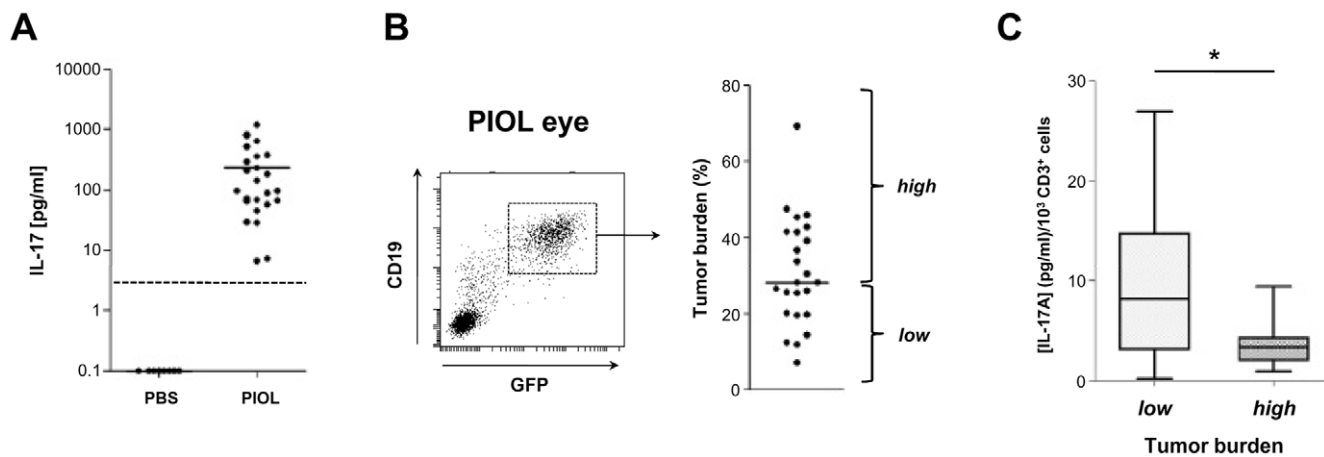 A
IL-17 [pg/ml]
10000
1000
100
10
1
0.1
PBS
PIOL
B
PIOL eye
CD19
GFP
Tumor burden (%)
80
60
40
20
0
high
low
C
*
[IL-17A] (pg/ml)/10³ CD3⁺ cells
30
20
10
0
low
high
Tumor burden